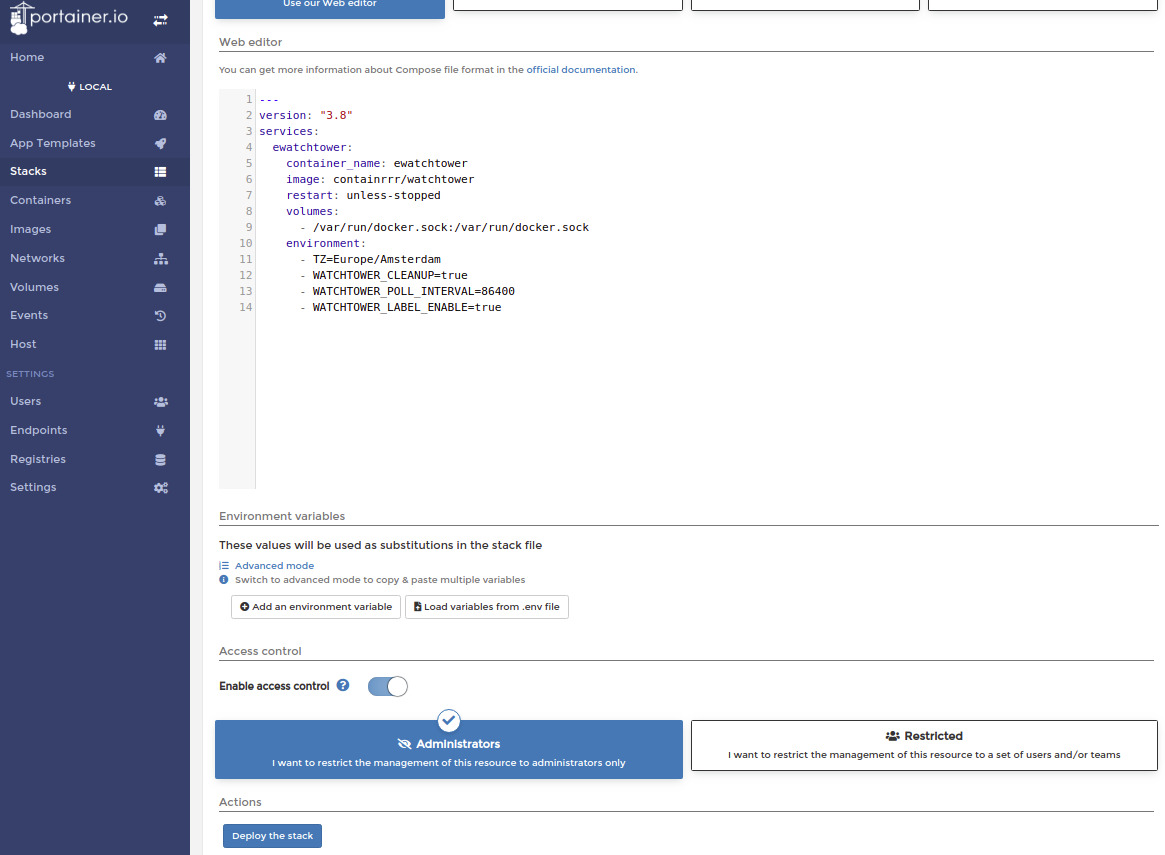 portainer.io
Home
LOCAL
Dashboard
App Templates
Stacks
Containers
Images
Networks
Volumes
Events
Host
SETTINGS
Users
Endpoints
Registries
Settings
Use our Web editor
Web editor
You can get more information about Compose file format in the official documentation.
1 ---
2 version: "3.8"
3 services:
4   ewatchtower:
5     container_name: ewatchtower
6     image: containrrr/watchtower
7     restart: unless-stopped
8     volumes:
9       - /var/run/docker.sock:/var/run/docker.sock
10     environment:
11       - TZ=Europe/Amsterdam
12       - WATCHTOWER_CLEANUP=true
13       - WATCHTOWER_POLL_INTERVAL=86400
14       - WATCHTOWER_LABEL_ENABLE=true
Environment variables
These values will be used as substitutions in the stack file
Advanced mode
Switch to advanced mode to copy & paste multiple variables
Add an environment variable Load variables from .env file
Access control
Enable access control
Administrators
I want to restrict the management of this resource to administrators only
Restricted
I want to restrict the management of this resource to a set of users and/or teams
Actions
Deploy the stack